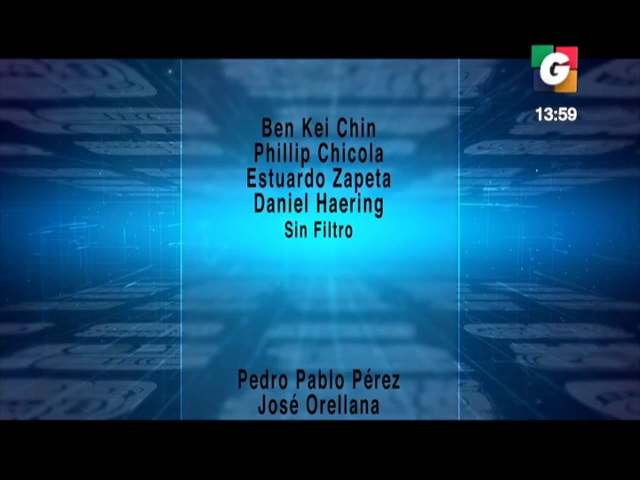 G
13:59
Ben Kei Chin
Phillip Chicola
Estuardo Zapeta
Daniel Haering
Sin Filtro
Pedro Pablo Pérez
José Orellana